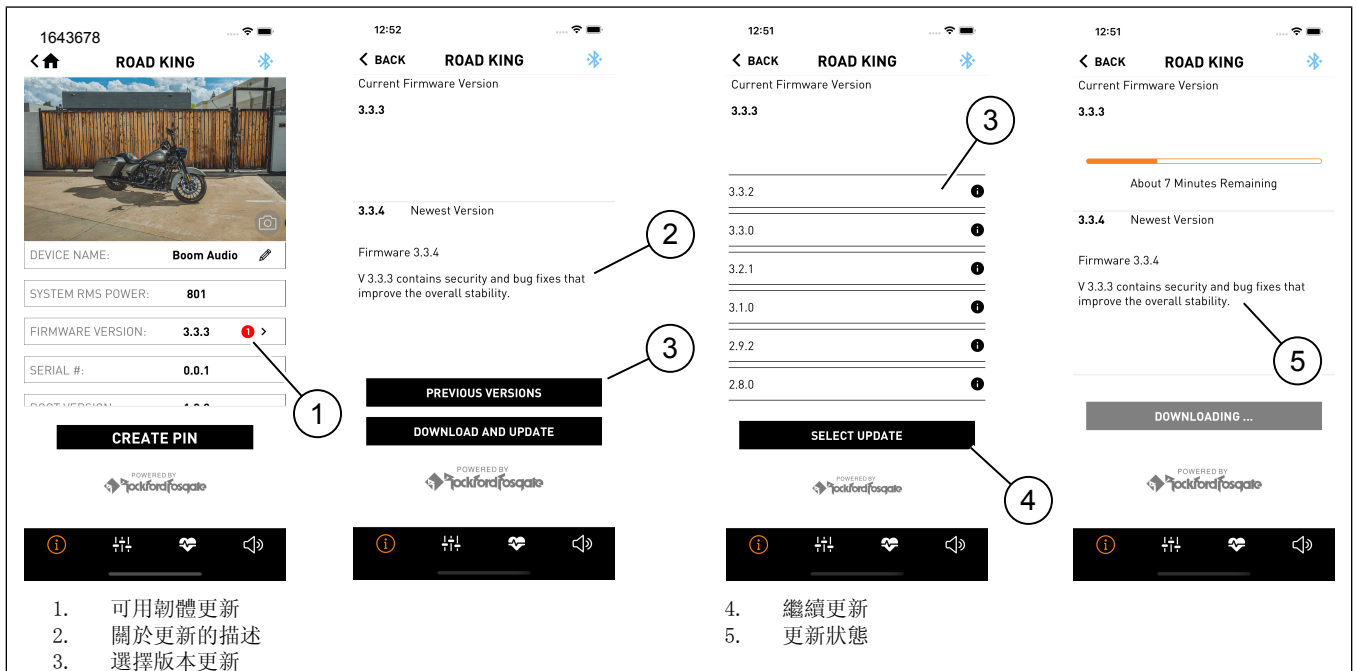 1643678
ROAD KING
DEVICE NAME: Boom Audio
SYSTEM RMS POWER: 801
FIRMWARE VERSION: 3.3.3 1
SERIAL #: 0.0.1
CREATE PIN
POWERED BY
Rockford Fosgate
1
12:52
BACK ROAD KING
Current Firmware Version
3.3.3
3.3.4 Newest Version
Firmware 3.3.4
V 3.3.3 contains security and bug fixes that
improve the overall stability.
PREVIOUS VERSIONS
DOWNLOAD AND UPDATE
POWERED BY
Rockford Fosgate
2
3
12:51
BACK ROAD KING
Current Firmware Version
3.3.3
3.3.2
3.3.0
3.2.1
3.1.0
2.9.2
2.8.0
SELECT UPDATE
POWERED BY
Rockford Fosgate
3
4
12:51
BACK ROAD KING
Current Firmware Version
3.3.3
About 7 Minutes Remaining
3.3.4 Newest Version
Firmware 3.3.4
V 3.3.3 contains security and bug fixes that
improve the overall stability.
DOWNLOADING ...
POWERED BY
Rockford Fosgate
5
1. 可用韌體更新
2. 關於更新的描述
3. 選擇版本更新
4. 繼續更新
5. 更新狀態